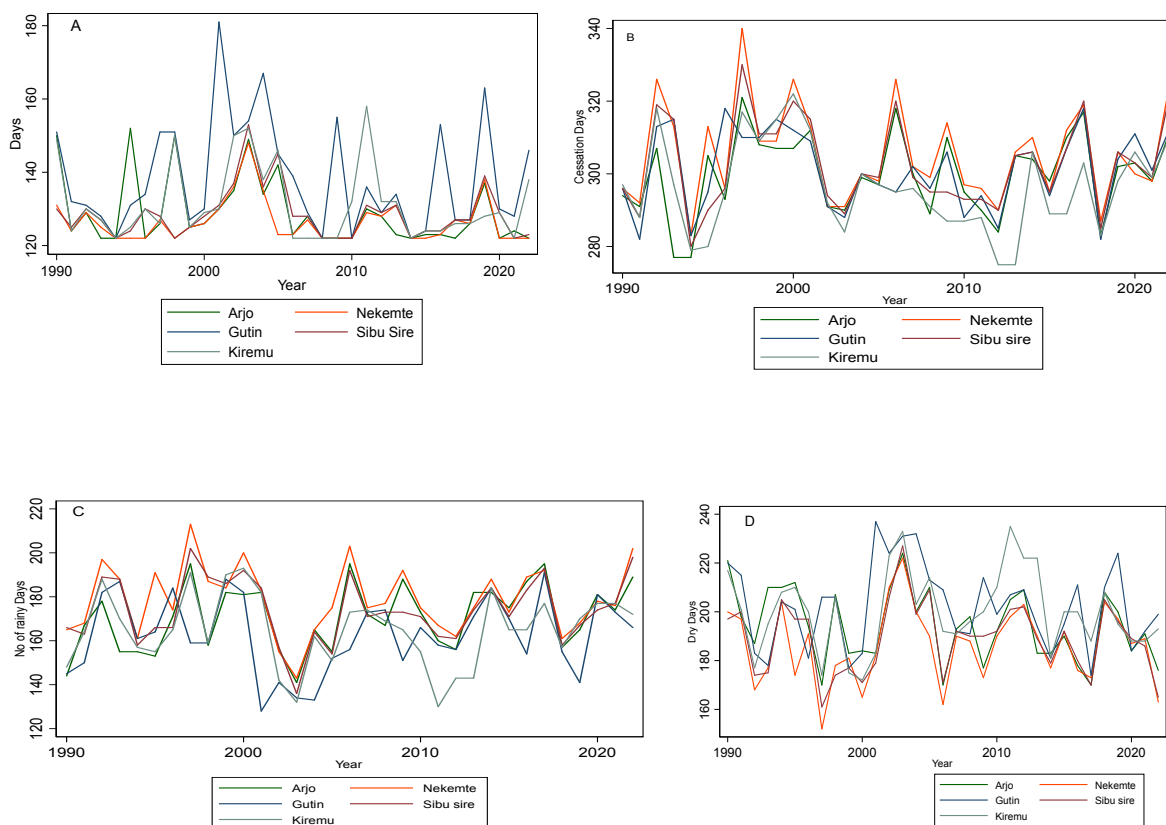 A
Days
180
160
140
120
1990
2000
2010
2020
Year
Arjo
Nekemte
Gutin
Sibu Sire
Kiremu
B
Cessation Days
340
320
300
280
1990
2000
2010
2020
Year
Arjo
Nekemte
Gutin
Sibu sire
Kiremu
C
No of rainy Days
220
200
180
160
140
120
1990
2000
2010
2020
Year
Arjo
Nekemte
Gutin
Sibu sire
Kiremu
D
Dry Days
240
220
200
180
160
1990
2000
2010
2020
Year
Arjo
Nekemte
Gutin
Sibu sire
Kiremu